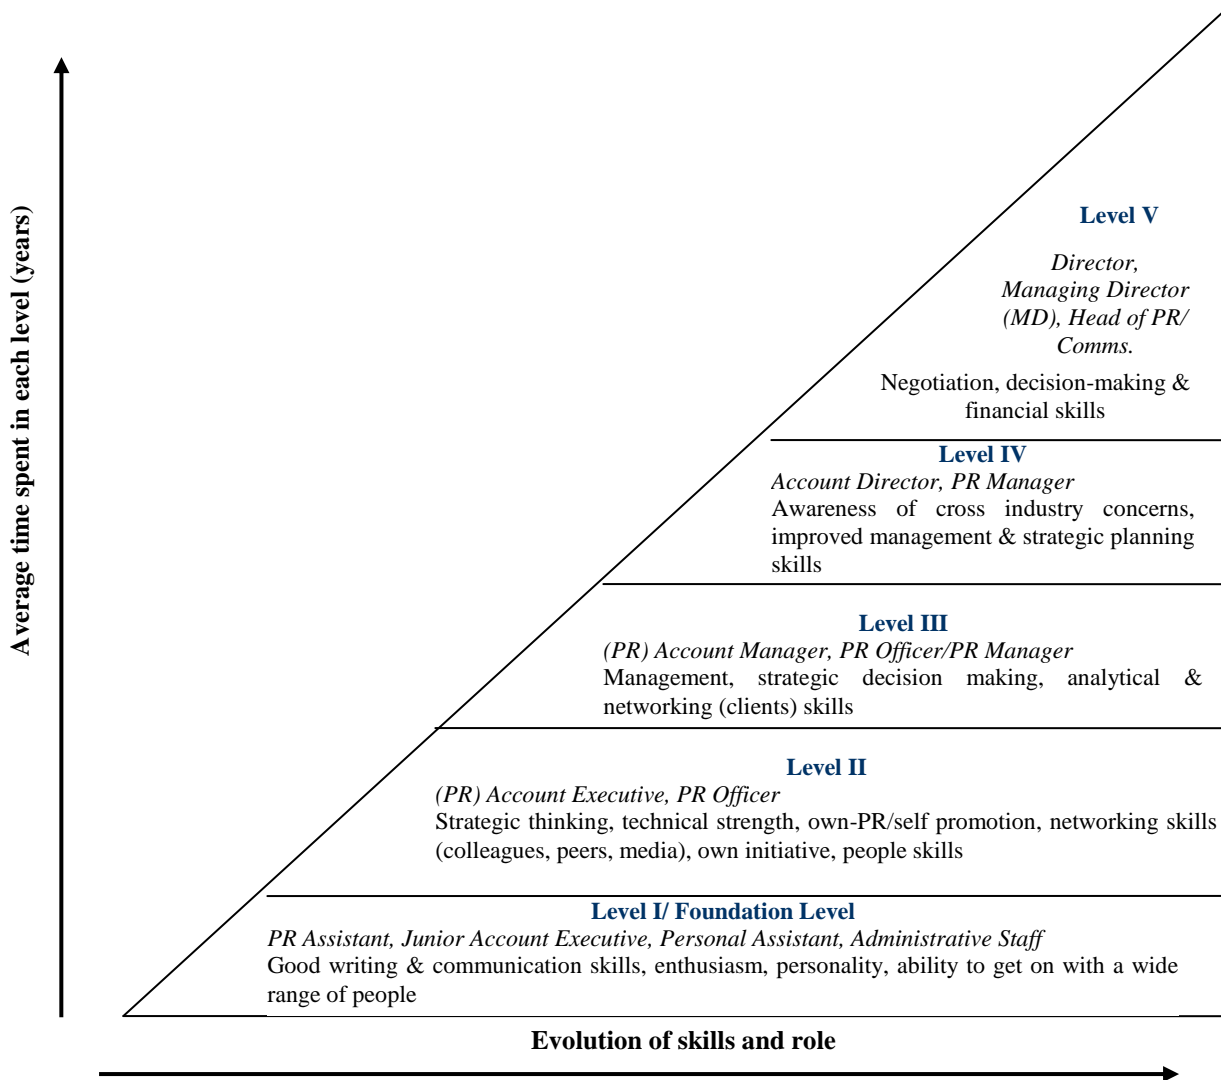 Average time spent in each level (years)
Level V
Director,
Managing Director
(MD), Head of PR/
Comms.
Negotiation, decision-making &
financial skills
Level IV
Account Director, PR Manager
Awareness of cross industry concerns,
improved management & strategic planning
skills
Level III
(PR) Account Manager, PR Officer/PR Manager
Management, strategic decision making, analytical &
networking (clients) skills
Level II
(PR) Account Executive, PR Officer
Strategic thinking, technical strength, own-PR/self promotion, networking skills
(colleagues, peers, media), own initiative, people skills
Level I/ Foundation Level
PR Assistant, Junior Account Executive, Personal Assistant, Administrative Staff
Good writing & communication skills, enthusiasm, personality, ability to get on with a wide
range of people
Evolution of skills and role